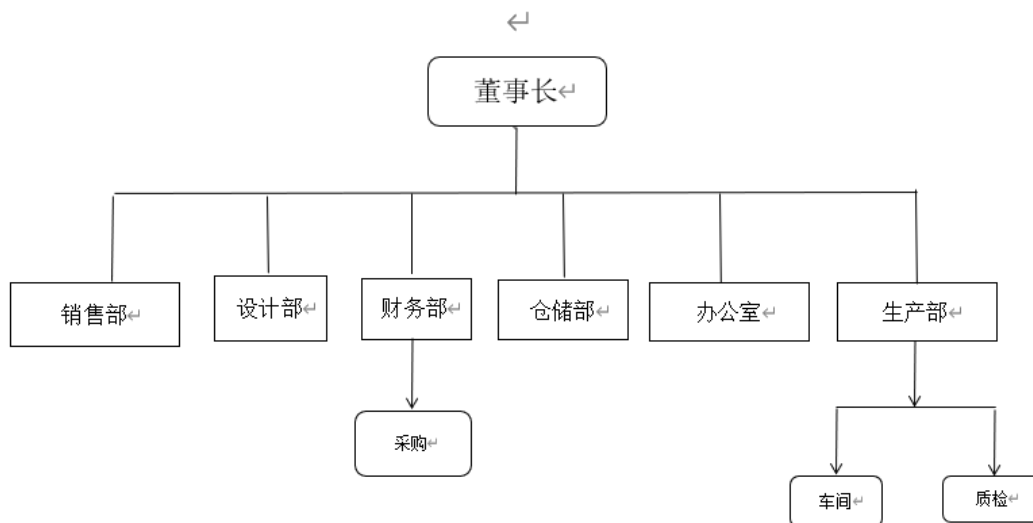 董事长
销售部
设计部
财务部
仓储部
办公室
生产部
采购
车间
质检